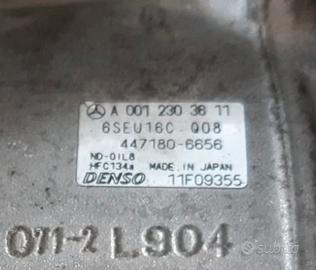 A 001 230 36 11
6SEU16C Q08
447180-6656
ND-OIL8
HFC134a MADE IN JAPAN
DENSO 11F09355
071-2 L904
subito